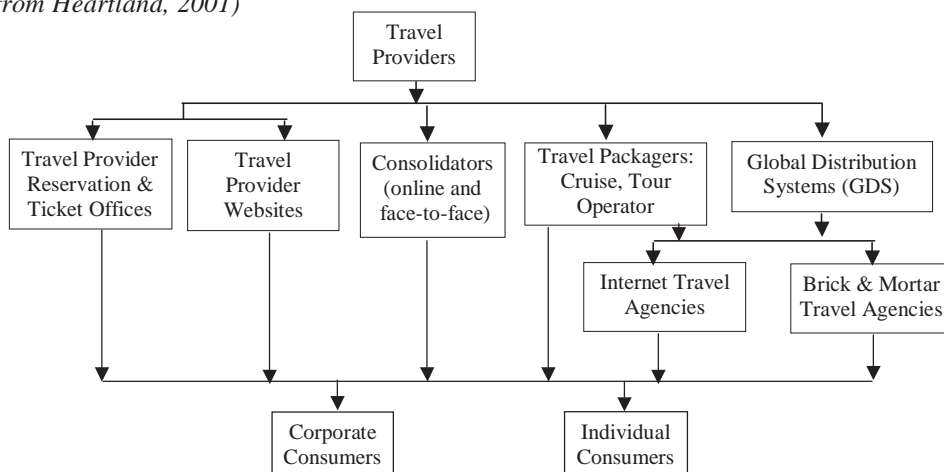 from Heartland, 2001)
Travel
Providers
Travel Provider
Reservation &
Ticket Offices
Travel
Provider
Websites
Consolidators
(online and
face-to-face)
Travel Packagers:
Cruise, Tour
Operator
Global Distribution
Systems (GDS)
Internet Travel
Agencies
Brick & Mortar
Travel Agencies
Corporate
Consumers
Individual
Consumers